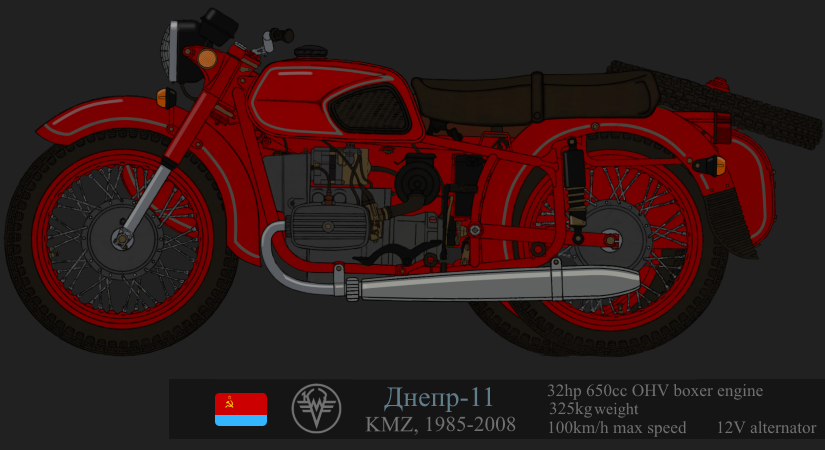 Днепр-11
KMZ, 1985-2008
32hp 650cc OHV boxer engine
325kg weight
100km/h max speed 12V alternator